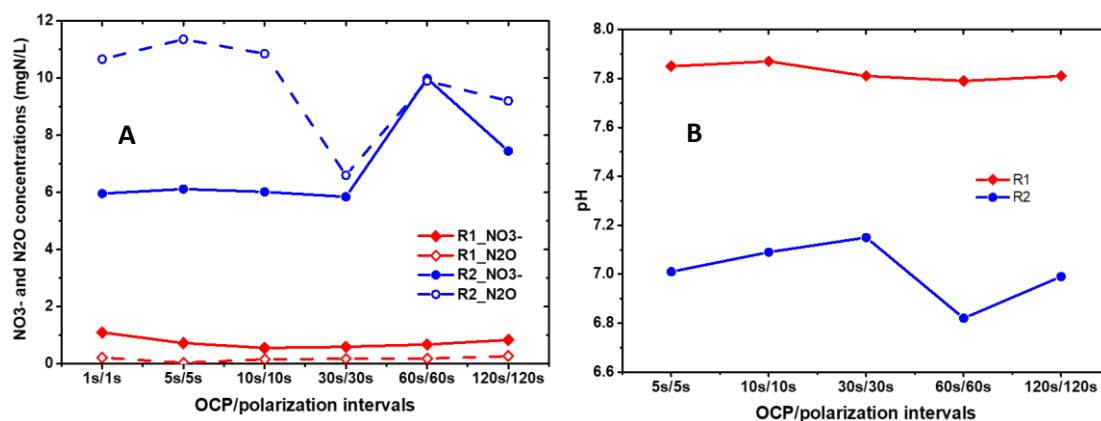 NO3- and N2O concentrations (mgN/L)
12
10
8
6
4
2
0
A
R1_NO3-
R1_N2O
R2_NO3-
R2_N2O
1s/1s 5s/5s 10s/10s 30s/30s 60s/60s 120s/120s
OCP/polarization intervals
pH
8.0
7.8
7.6
7.4
7.2
7.0
6.8
6.6
B
R1
R2
5s/5s 10s/10s 30s/30s 60s/60s 120s/120s
OCP/polarization intervals